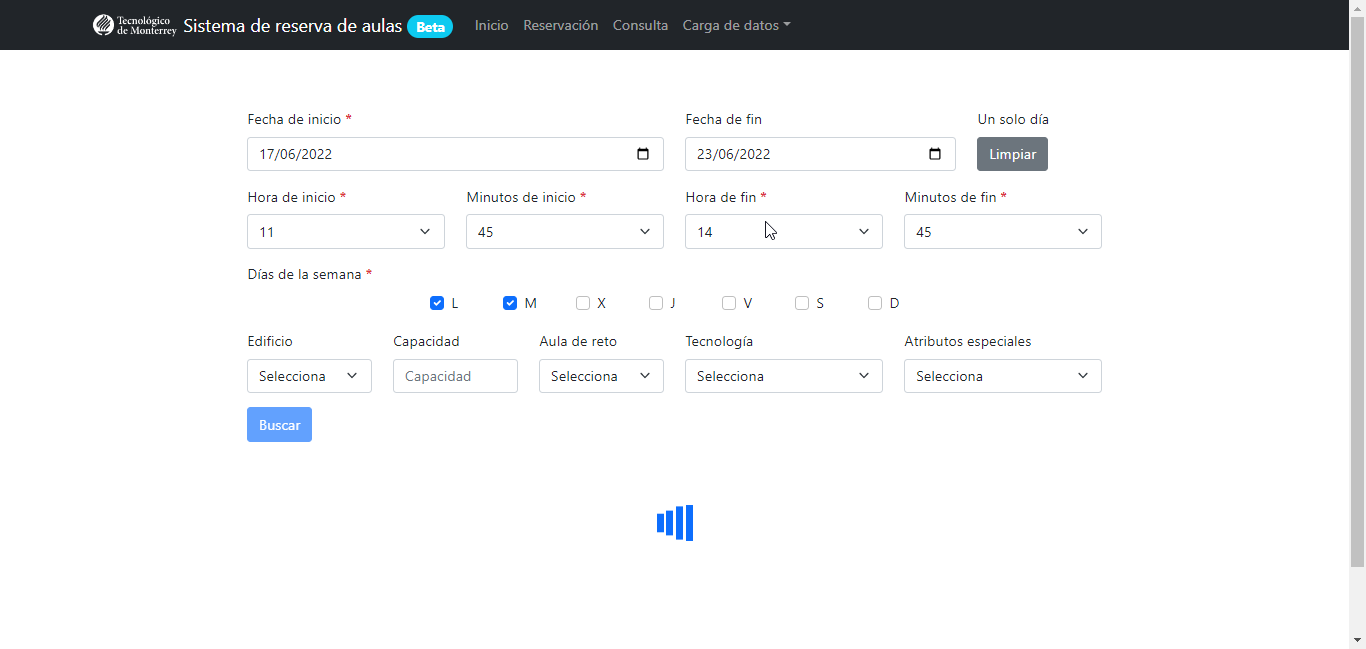 Tecnológico de Monterrey Sistema de reserva de aulas Beta Inicio Reservación Consulta Carga de datos
Fecha de inicio * Fecha de fin Un solo día
17/06/2022 23/06/2022 Limpiar
Hora de inicio * Minutos de inicio * Hora de fin * Minutos de fin *
11 45 14 45
Días de la semana *
L M X J V S D
Edificio Capacidad Aula de reto Tecnología Atributos especiales
Selecciona Capacidad Selecciona Selecciona Selecciona
Buscar